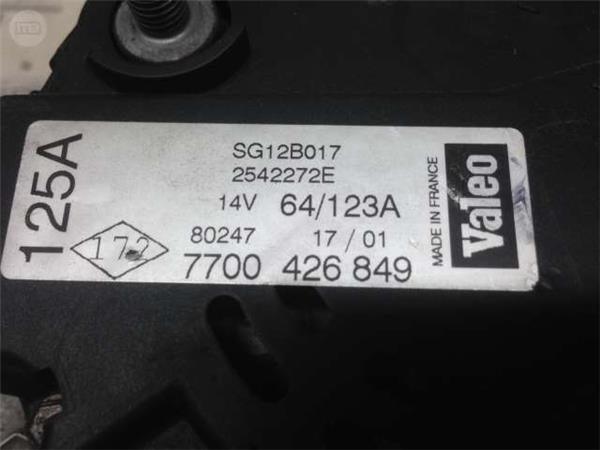 125A
SG12B017
2542272E
14V 64/123A
172
80247 17/01
7700 426 849
MADE IN FRANCE
Valeo